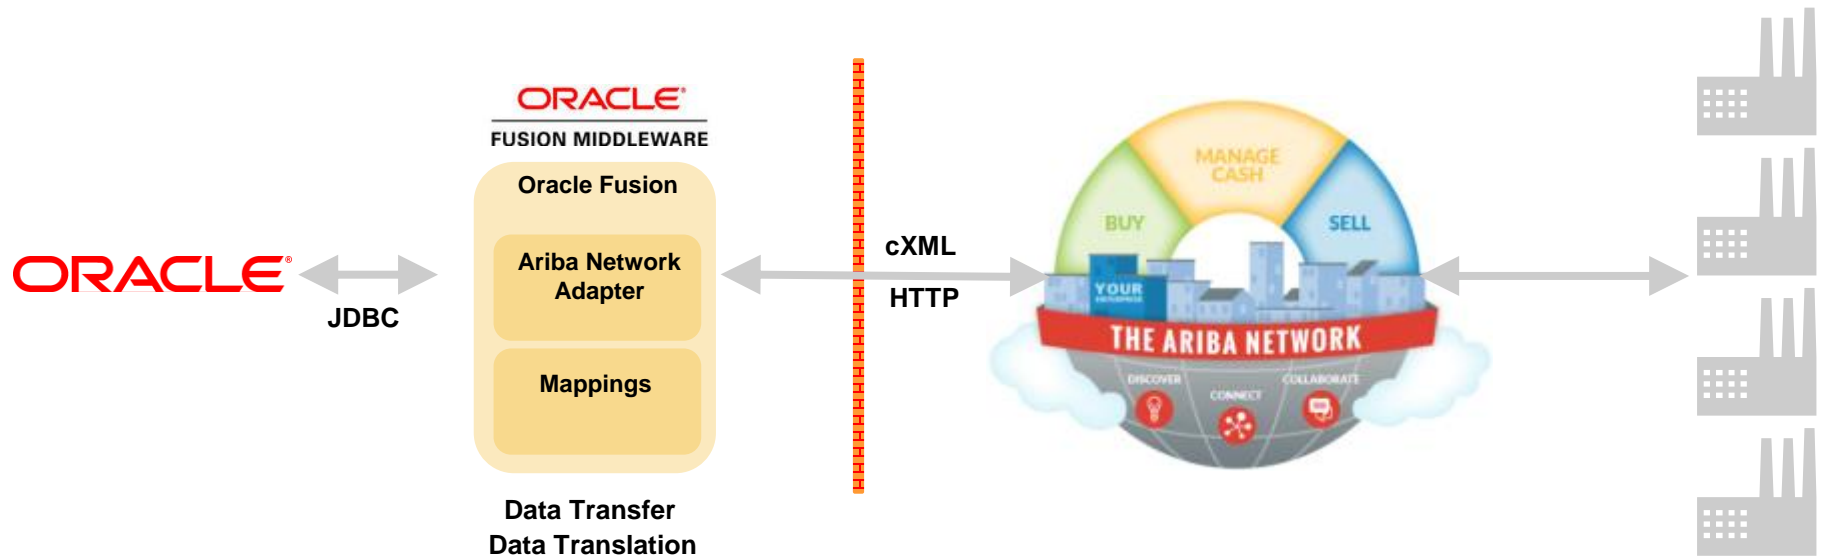 ORACLE®
JDBC
ORACLE®
FUSION MIDDLEWARE
Oracle Fusion
Ariba Network
Adapter
Mappings
Data Transfer
Data Translation
cXML
HTTP
MANAGE
CASH
BUY
SELL
YOUR
ENTERPRISE
THE ARIBA NETWORK
DISCOVER
CONNECT
COLLABORATE